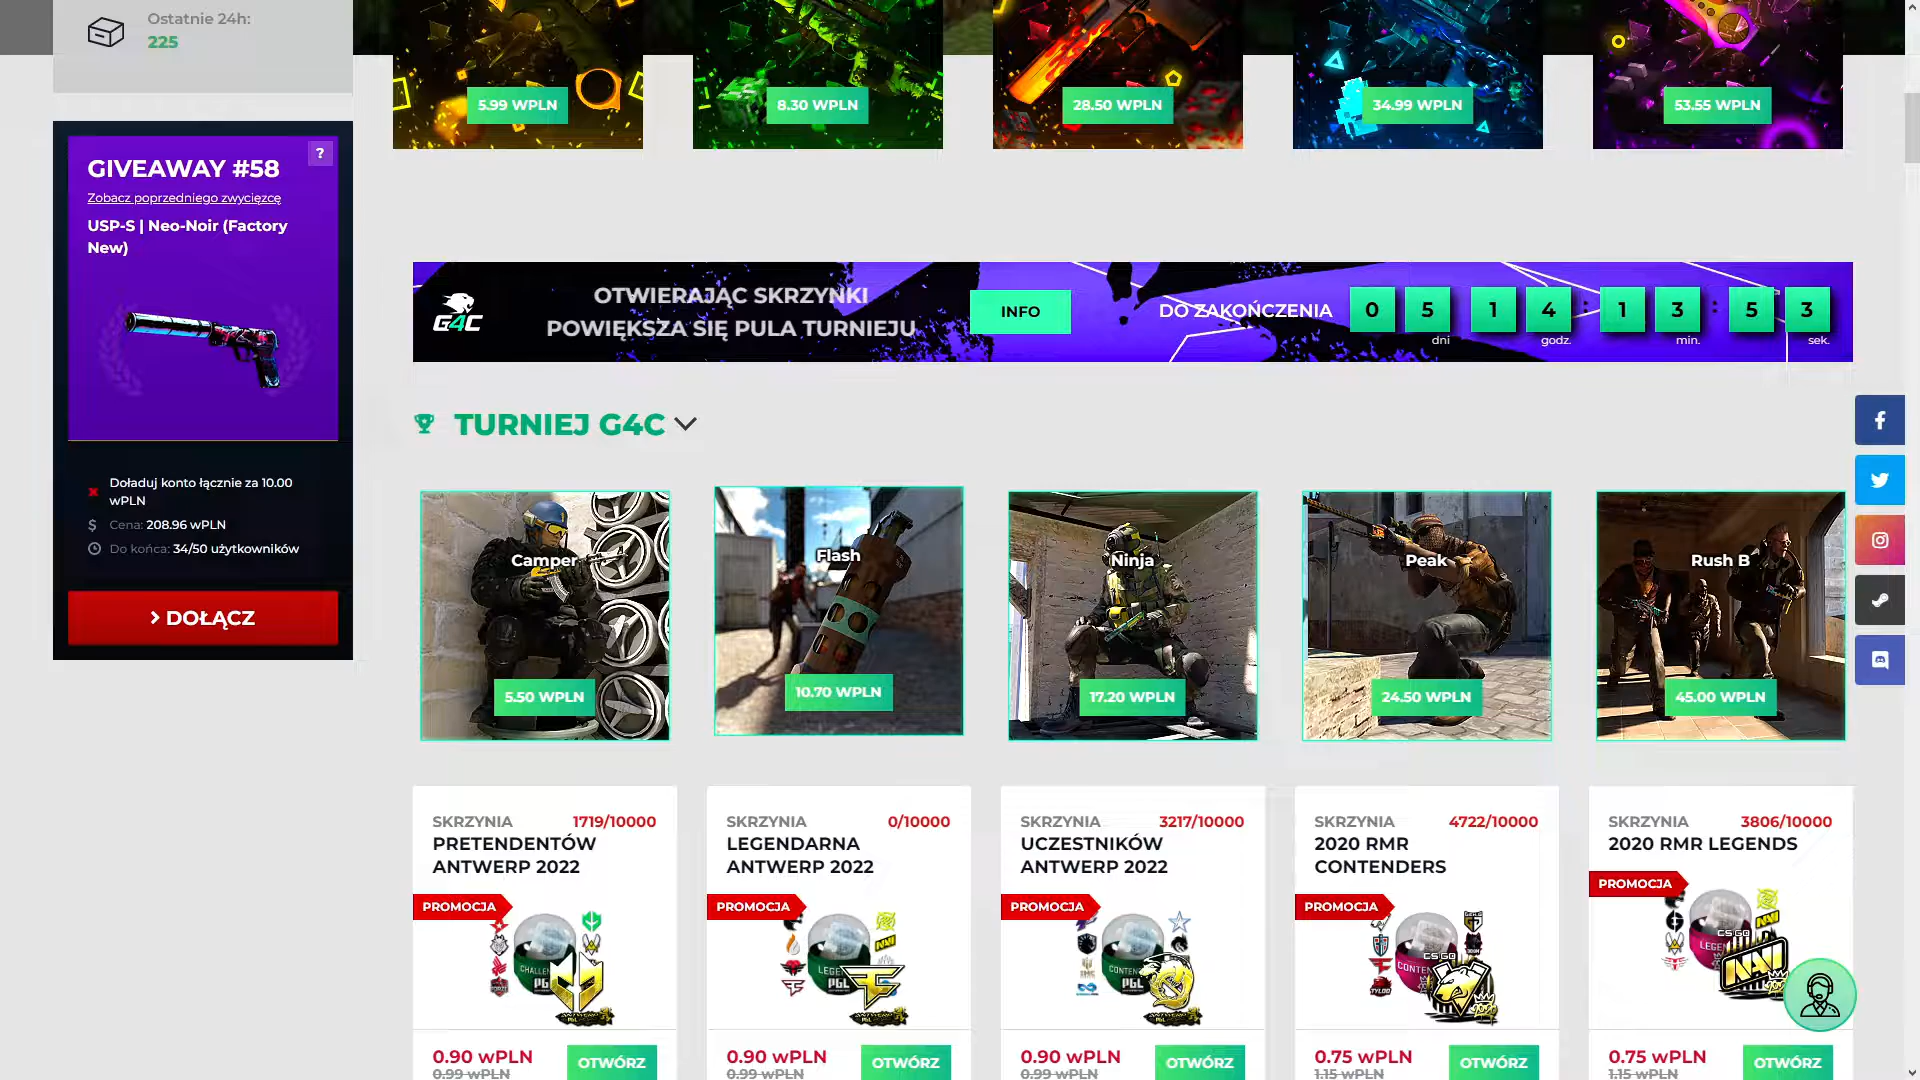 Ostatnie 24h:
225
5.99 WPLN
8.30 WPLN
28.50 WPLN
34.99 WPLN
53.55 WPLN
GIVEAWAY #58
?
Zobacz poprzedniego zwycięzcę
USP-S | Neo-Noir (Factory
New)
Doładuj konto łącznie za 10.00
wPLN
Cena: 208.96 wPLN
Do końca: 34/50 użytkowników
DOŁĄCZ
G4C
OTWIERAJĄC SKRZYNKI
POWIĘKSZA SIĘ PULA TURNIEJU
INFO
DO ZAKOŃCZENIA
0 5 1 4 : 1 3 : 5 3
dni godz. min. sek.
TURNIEJ G4C
Camper
5.50 WPLN
Flash
10.70 WPLN
Ninja
17.20 WPLN
Peak
24.50 WPLN
Rush B
45.00 WPLN
SKRZYNIA 1719/10000
PRETENDENTÓW
ANTWERP 2022
PROMOCJA
0.90 wPLN
0.99 wPLN
OTWÓRZ
SKRZYNIA 0/10000
LEGENDARNA
ANTWERP 2022
PROMOCJA
0.90 wPLN
0.99 wPLN
OTWÓRZ
SKRZYNIA 3217/10000
UCZESTNIKÓW
ANTWERP 2022
PROMOCJA
0.90 wPLN
0.99 wPLN
OTWÓRZ
SKRZYNIA 4722/10000
2020 RMR
CONTENDERS
PROMOCJA
CS GO
0.75 wPLN
1.15 wPLN
OTWÓRZ
SKRZYNIA 3806/10000
2020 RMR LEGENDS
PROMOCJA
CS GO
NAVI
0.75 wPLN
1.15 wPLN
OTWÓRZ